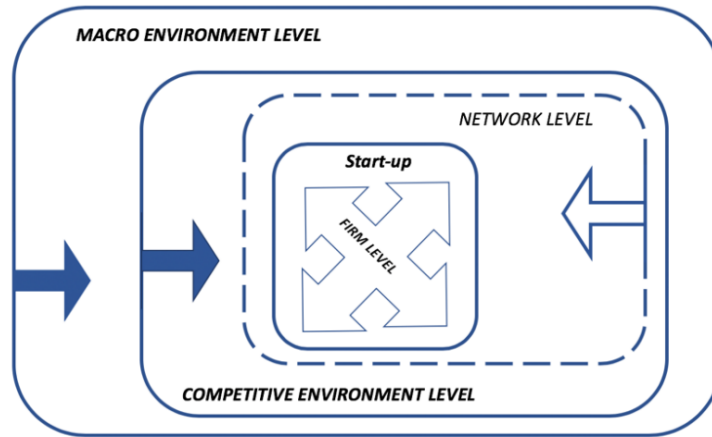 MACRO ENVIRONMENT LEVEL
NETWORK LEVEL
Start-up
FIRM LEVEL
COMPETITIVE ENVIRONMENT LEVEL